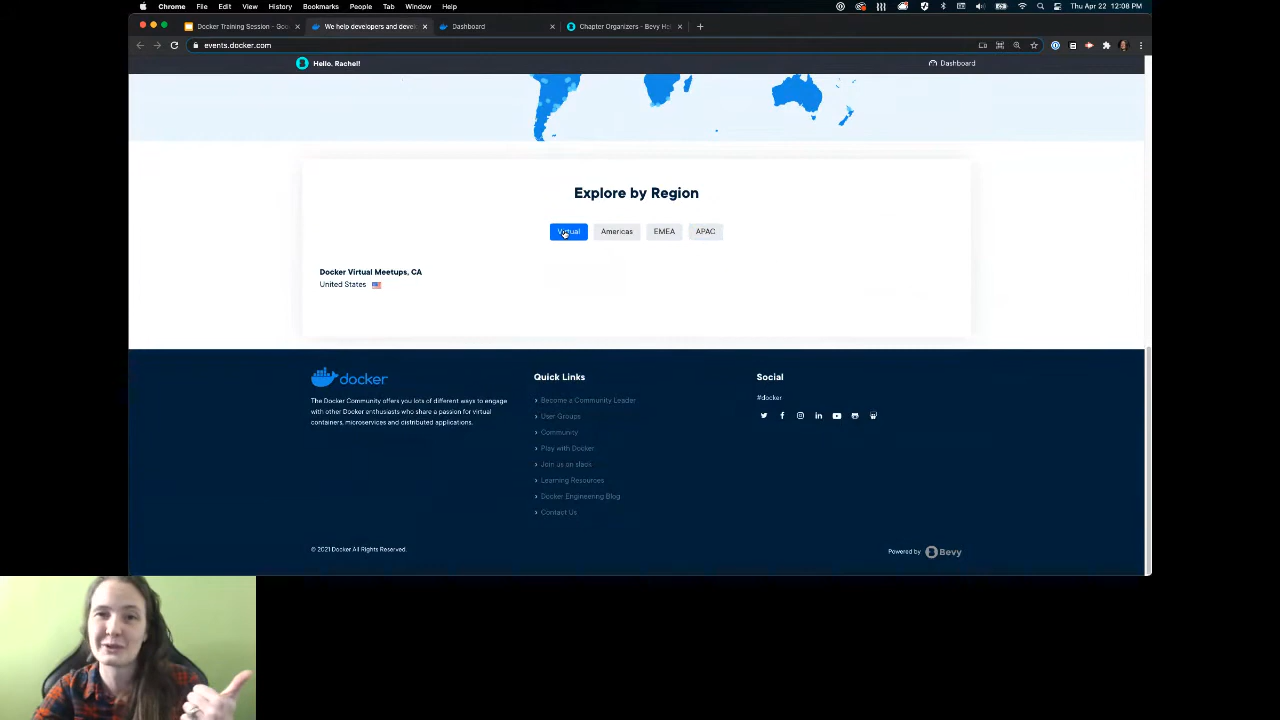 Chrome File Edit View History Bookmarks People Tab Window Help
Thu Apr 22 12:08 PM
Docker Training Session - Goo
We help developers and devel
Dashboard
Chapter Organizers - Bevy Hel
events.docker.com
Hello, Rachel!
Dashboard
Explore by Region
Virtual Americas EMEA APAC
Docker Virtual Meetups, CA
United States
docker
The Docker Community offers you lots of different ways to engage
with other Docker enthusiasts who share a passion for virtual
containers, microservices and distributed applications.
Quick Links
Become a Community Leader
User Groups
Community
Play with Docker
Join us on slack
Learning Resources
Docker Engineering Blog
Contact Us
Social
#docker
© 2021 Docker All Rights Reserved.
Powered by Bevy